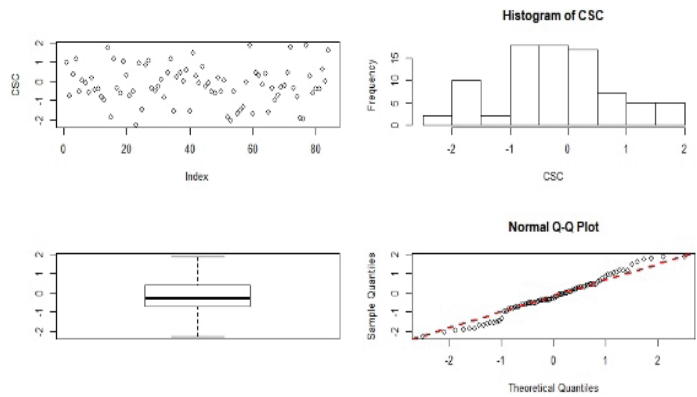 CSC
2
1
0
-1
-2
0 20 40 60 80
Index
Histogram of CSC
Frequency
15
10
5
0
-2 -1 0 1 2
CSC
2
1
0
-1
-2
Normal Q-Q Plot
Sample Quantiles
2
1
0
-1
-2
-2 -1 0 1 2
Theoretical Quantiles